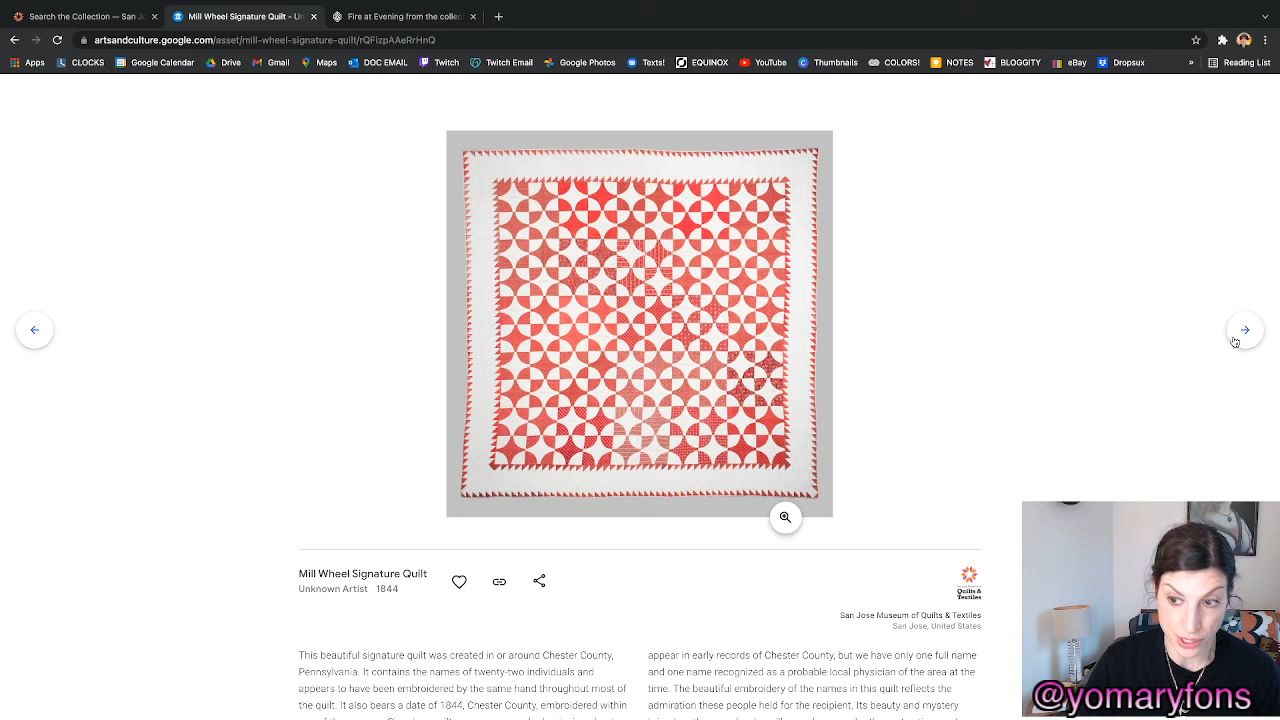 Search the Collection — San Jo
Mill Wheel Signature Quilt - Un
Fire at Evening from the collec
artsandculture.google.com/asset/mill-wheel-signature-quilt/rQFizpAAeRrHnQ
Apps
CLOCKS
Google Calendar
Drive
Gmail
Maps
DOC EMAIL
Twitch
Twitch Email
Google Photos
Texts!
EQUINOX
YouTube
Thumbnails
COLORS!
NOTES
BLOGGITY
eBay
Dropsux
»
Reading List
Mill Wheel Signature Quilt
Unknown Artist 1844
Quilts &
Textiles
San Jose Museum of Quilts & Textiles
San Jose, United States
This beautiful signature quilt was created in or around Chester County,
Pennsylvania. It contains the names of twenty-two individuals and
appears to have been embroidered by the same hand throughout most of
the quilt. It also bears a date of 1844, Chester County, embroidered within
appear in early records of Chester County, but we have only one full name
and one name recognized as a probable local physician of the area at the
time. The beautiful embroidery of the names in this quilt reflects the
admiration these people held for the recipient. Its beauty and mystery
@yomaryfons